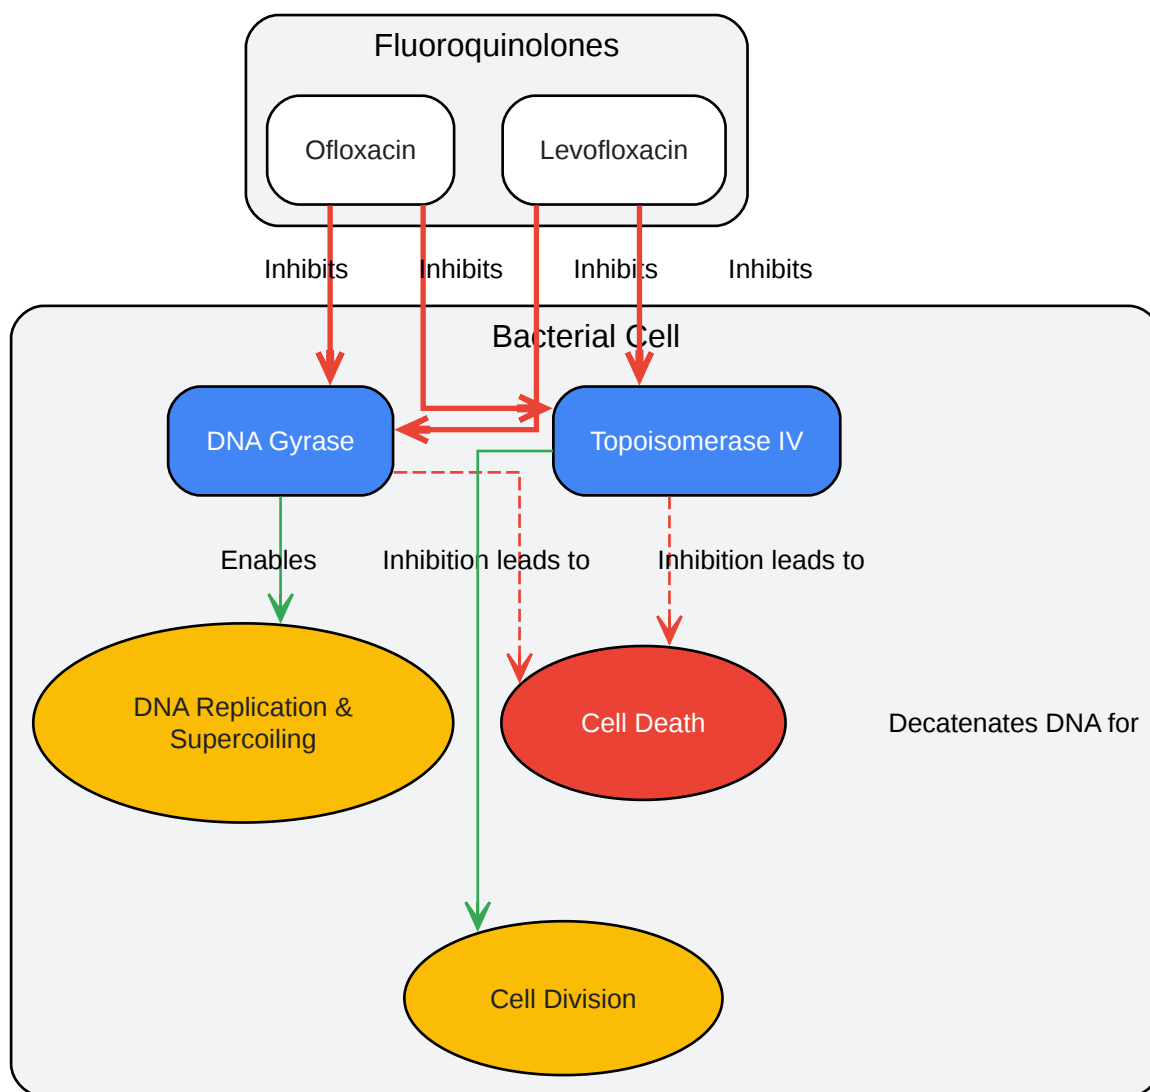 Fluoroquinolones
Ofloxacin
Levofloxacin
Inhibits
Inhibits
Inhibits
Inhibits
Bacterial Cell
DNA Gyrase
Topoisomerase IV
Enables
Inhibition leads to
Inhibition leads to
DNA Replication &
Supercoiling
Cell Death
Decatenates DNA for
Cell Division